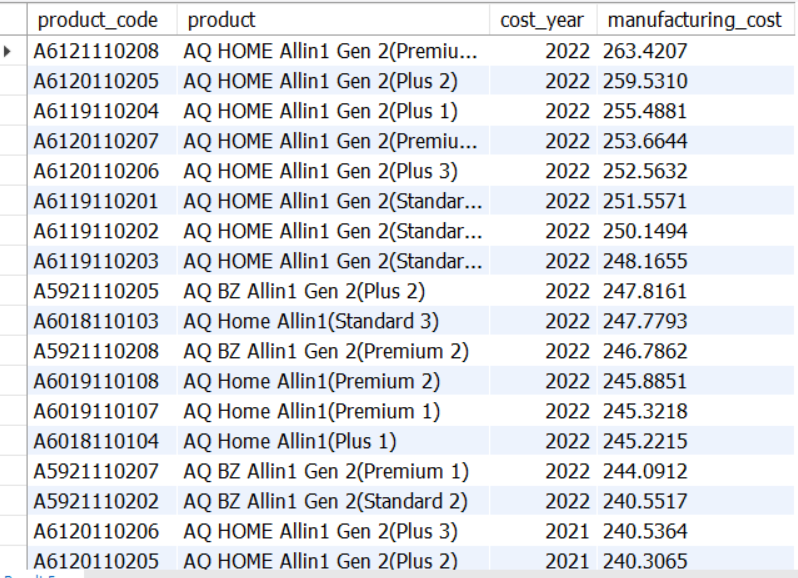 product_code product cost_year manufacturing_cost
A6121110208 AQ HOME Allin1 Gen 2(Premiu... 2022 263.4207
A6120110205 AQ HOME Allin1 Gen 2(Plus 2) 2022 259.5310
A6119110204 AQ HOME Allin1 Gen 2(Plus 1) 2022 255.4881
A6120110207 AQ HOME Allin1 Gen 2(Premiu... 2022 253.6644
A6120110206 AQ HOME Allin1 Gen 2(Plus 3) 2022 252.5632
A6119110201 AQ HOME Allin1 Gen 2(Standar... 2022 251.5571
A6119110202 AQ HOME Allin1 Gen 2(Standar... 2022 250.1494
A6119110203 AQ HOME Allin1 Gen 2(Standar... 2022 248.1655
A5921110205 AQ BZ Allin1 Gen 2(Plus 2) 2022 247.8161
A6018110103 AQ Home Allin1(Standard 3) 2022 247.7793
A5921110208 AQ BZ Allin1 Gen 2(Premium 2) 2022 246.7862
A6019110108 AQ Home Allin1(Premium 2) 2022 245.8851
A6019110107 AQ Home Allin1(Premium 1) 2022 245.3218
A6018110104 AQ Home Allin1(Plus 1) 2022 245.2215
A5921110207 AQ BZ Allin1 Gen 2(Premium 1) 2022 244.0912
A5921110202 AQ BZ Allin1 Gen 2(Standard 2) 2022 240.5517
A6120110206 AQ HOME Allin1 Gen 2(Plus 3) 2021 240.5364
A6120110205 AQ HOME Allin1 Gen 2(Plus 2) 2021 240.3065